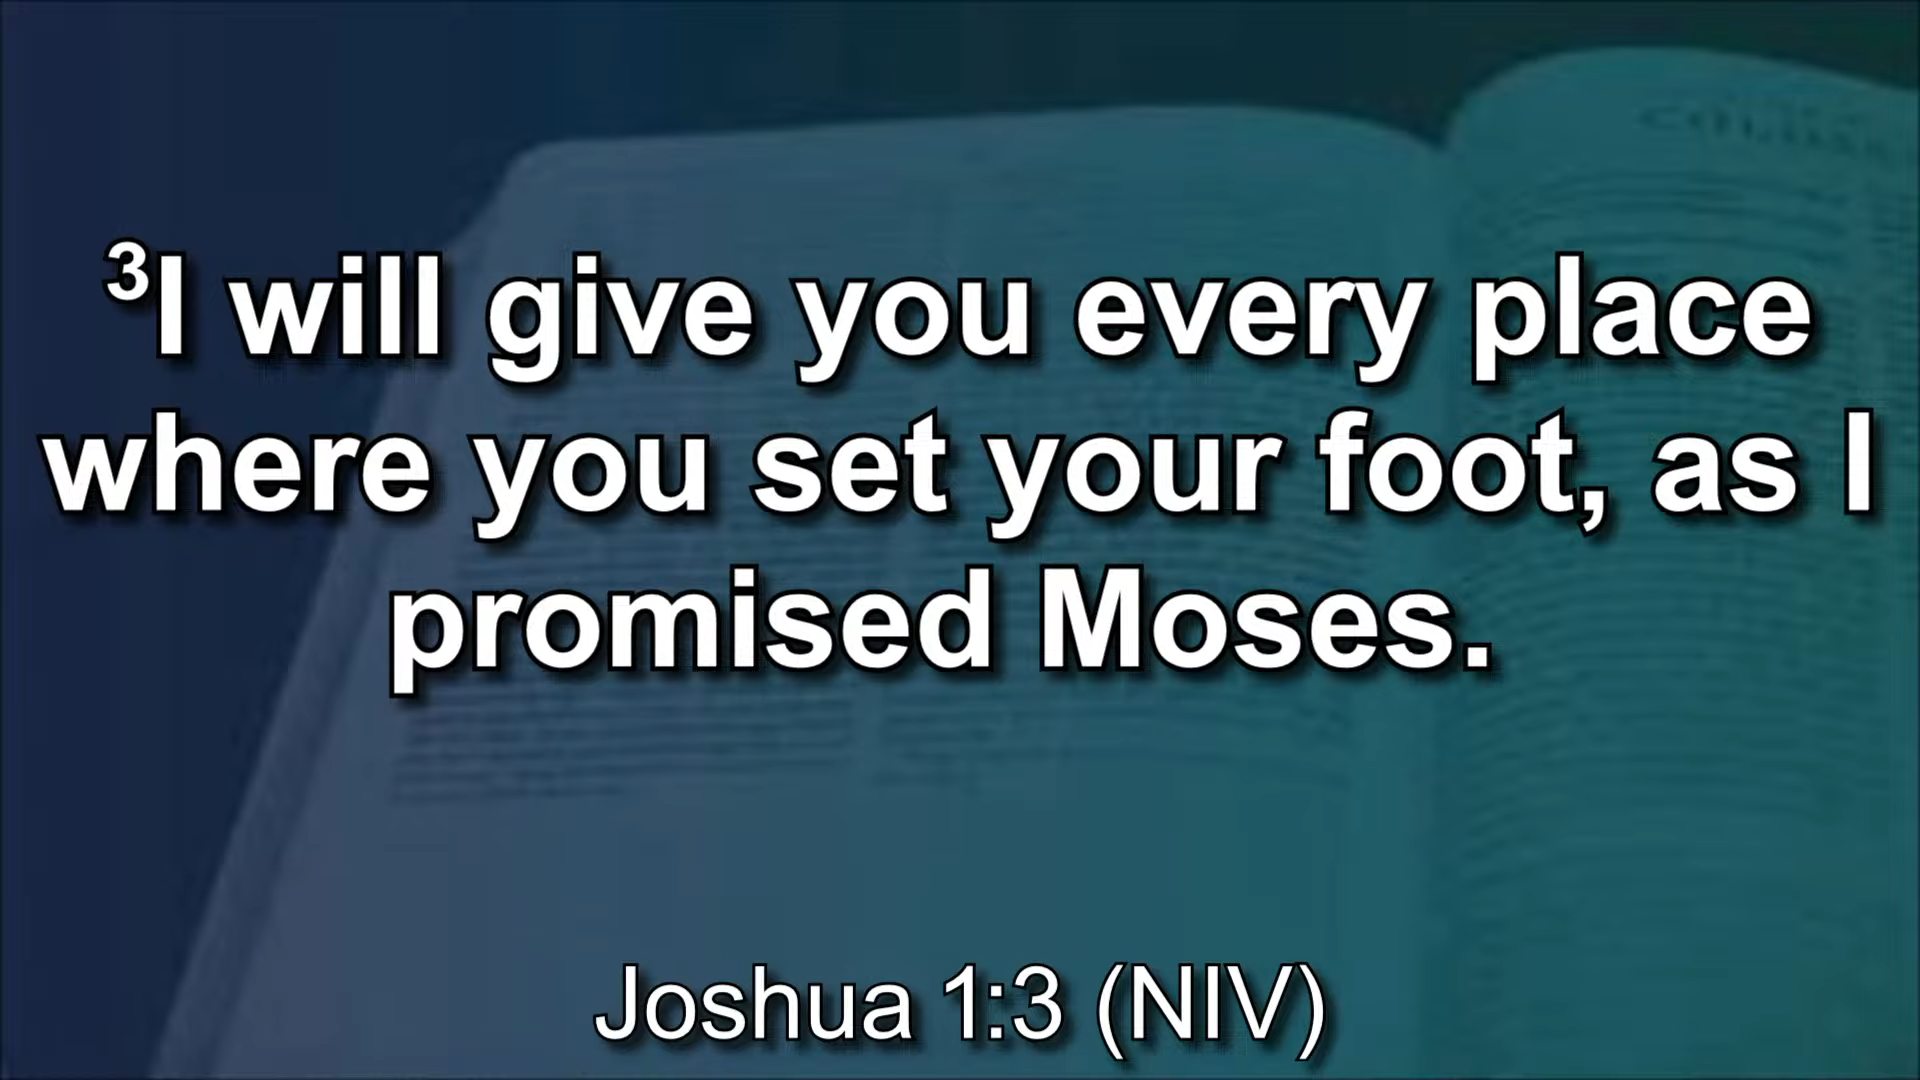 ³I will give you every place
where you set your foot, as I
promised Moses.
Joshua 1:3 (NIV)